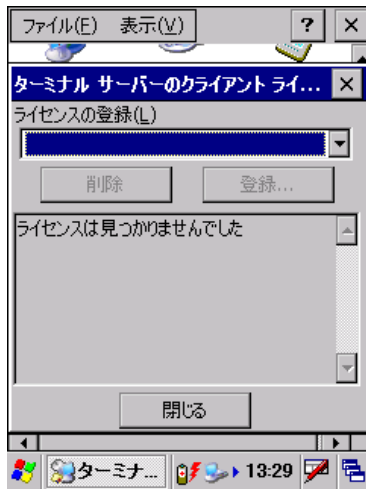 ファイル(F) 表示(V) ? ×
ターミナル サーバーのクライアント ライ... ×
ライセンスの登録(L)
削除 登録...
ライセンスは見つかりませんでした
閉じる
ターミナ... 13:29